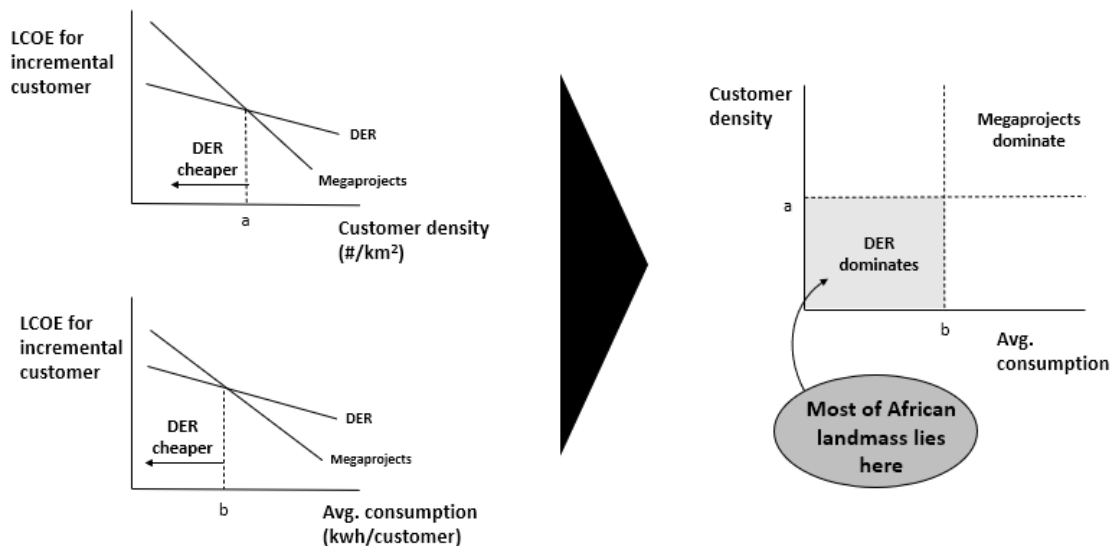 LCOE for
incremental
customer
DER
DER
cheaper
Megaprojects
a
Customer density
(#/km²)
LCOE for
incremental
customer
DER
DER
cheaper
Megaprojects
b
Avg. consumption
(kwh/customer)
Customer
density
Megaprojects
dominate
a
DER
dominates
b
Avg.
consumption
Most of African
landmass lies
here